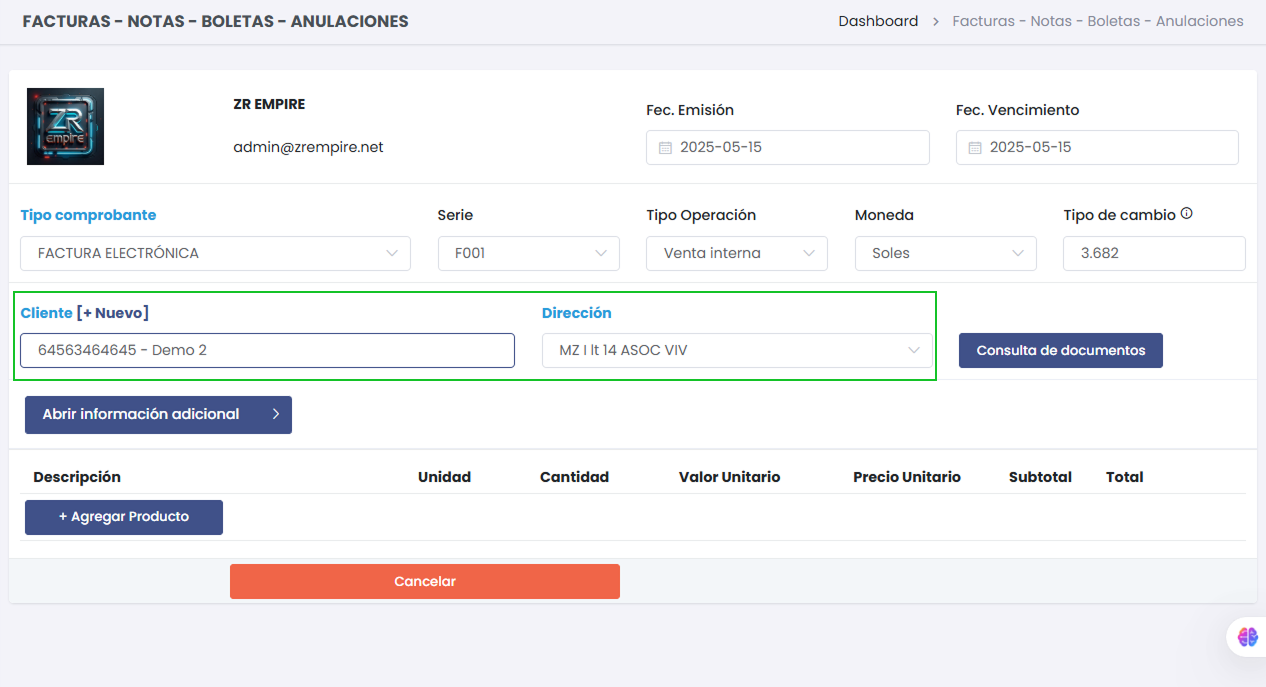 FACTURAS - NOTAS - BOLETAS - ANULACIONES
Dashboard > Facturas - Notas - Boletas - Anulaciones
ZR
Empire
ZR EMPIRE
admin@zrempire.net
Fec. Emisión
2025-05-15
Fec. Vencimiento
2025-05-15
Tipo comprobante
FACTURA ELECTRÓNICA
Serie
F001
Tipo Operación
Venta interna
Moneda
Soles
Tipo de cambio
3.682
Cliente [+ Nuevo]
64563464645 - Demo 2
Dirección
MZ I lt 14 ASOC VIV
Consulta de documentos
Abrir información adicional
Descripción Unidad Cantidad Valor Unitario Precio Unitario Subtotal Total
+ Agregar Producto
Cancelar